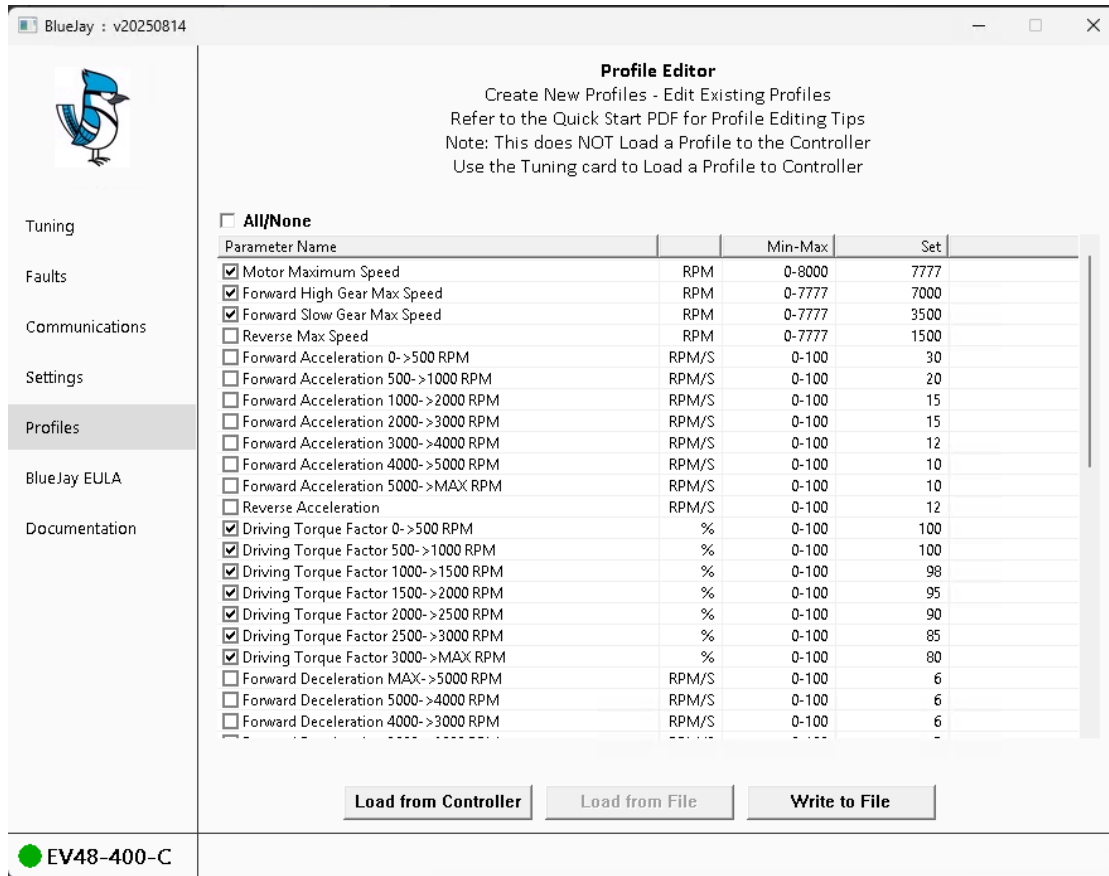 BlueJay : v20250814
Profile Editor
Create New Profiles - Edit Existing Profiles
Refer to the Quick Start PDF for Profile Editing Tips
Note: This does NOT Load a Profile to the Controller
Use the Tuning card to Load a Profile to Controller
Tuning
Faults
Communications
Settings
Profiles
BlueJay EULA
Documentation
All/None
Parameter Name Min-Max Set
Motor Maximum Speed RPM 0-8000 7777
Forward High Gear Max Speed RPM 0-7777 7000
Forward Slow Gear Max Speed RPM 0-7777 3500
Reverse Max Speed RPM 0-7777 1500
Forward Acceleration 0->500 RPM RPM/S 0-100 30
Forward Acceleration 500->1000 RPM RPM/S 0-100 20
Forward Acceleration 1000->2000 RPM RPM/S 0-100 15
Forward Acceleration 2000->3000 RPM RPM/S 0-100 15
Forward Acceleration 3000->4000 RPM RPM/S 0-100 12
Forward Acceleration 4000->5000 RPM RPM/S 0-100 10
Forward Acceleration 5000->MAX RPM RPM/S 0-100 10
Reverse Acceleration RPM/S 0-100 12
Driving Torque Factor 0->500 RPM % 0-100 100
Driving Torque Factor 500->1000 RPM % 0-100 100
Driving Torque Factor 1000->1500 RPM % 0-100 98
Driving Torque Factor 1500->2000 RPM % 0-100 95
Driving Torque Factor 2000->2500 RPM % 0-100 90
Driving Torque Factor 2500->3000 RPM % 0-100 85
Driving Torque Factor 3000->MAX RPM % 0-100 80
Forward Deceleration MAX->5000 RPM RPM/S 0-100 6
Forward Deceleration 5000->4000 RPM RPM/S 0-100 6
Forward Deceleration 4000->3000 RPM RPM/S 0-100 6
Load from Controller
Load from File
Write to File
EV48-400-C